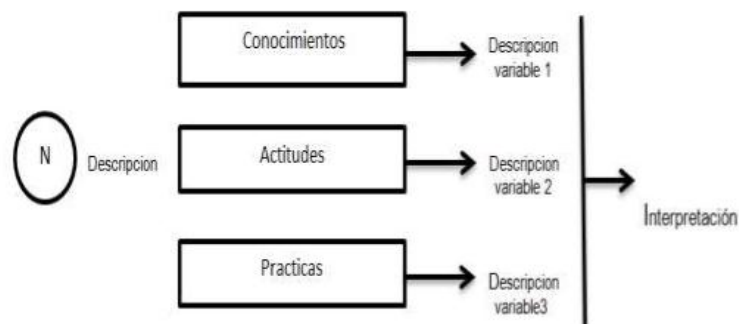 Conocimientos
Descripcion
variable 1
N
Descripcion
Actitudes
Descripcion
variable 2
Interpretación
Practicas
Descripcion
variable3